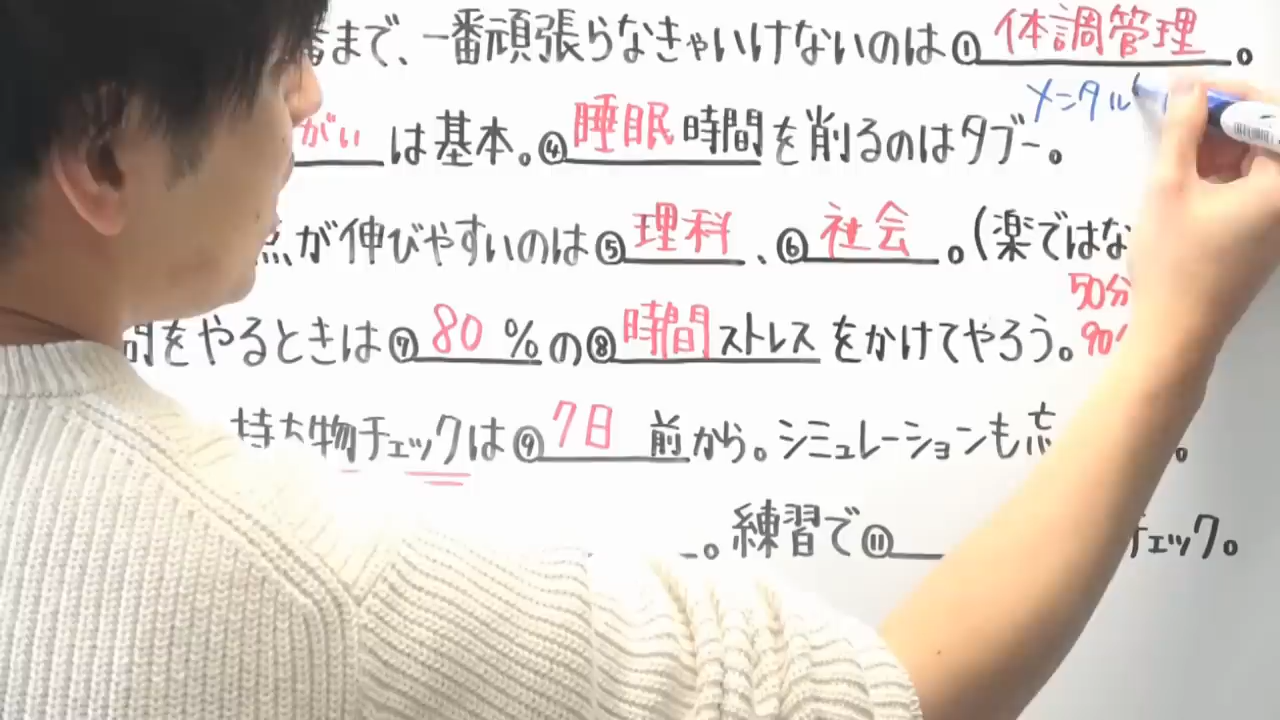 まで、一番頑張らなきゃいけないのは①体調管理。
メンタル
がいは基本。④睡眠時間を削るのはタブー。
点が伸びやすいのは⑤理科、⑥社会。(楽ではな
50分
をやるときは⑦80%の⑧時間ストレスをかけてやろう。90
持ち物チェックは⑨7日前から。シミュレーションも忘。
。練習で⑪チェック。